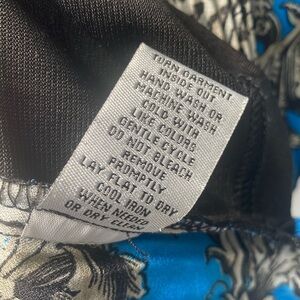 TURN GARMENT
INSIDE OUT
HAND WASH OR
MACHINE WASH
COLD WITH
LIKE COLORS
GENTLE CYCLE
DO NOT BLEACH
REMOVE
PROMPTLY
LAY FLAT TO DRY
COOL IRON
WHEN NEEDED
OR DRY CLEAN